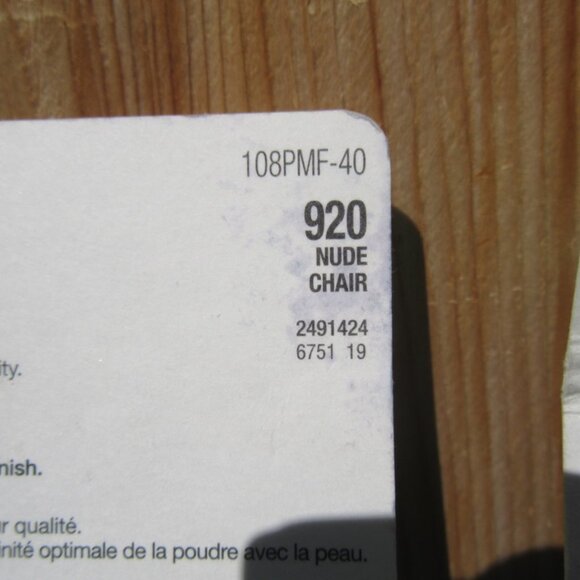 108PMF-40
920
NUDE
CHAIR
2491424
6751 19
ity.
nish.
r qualité.
inité optimale de la poudre avec la peau.